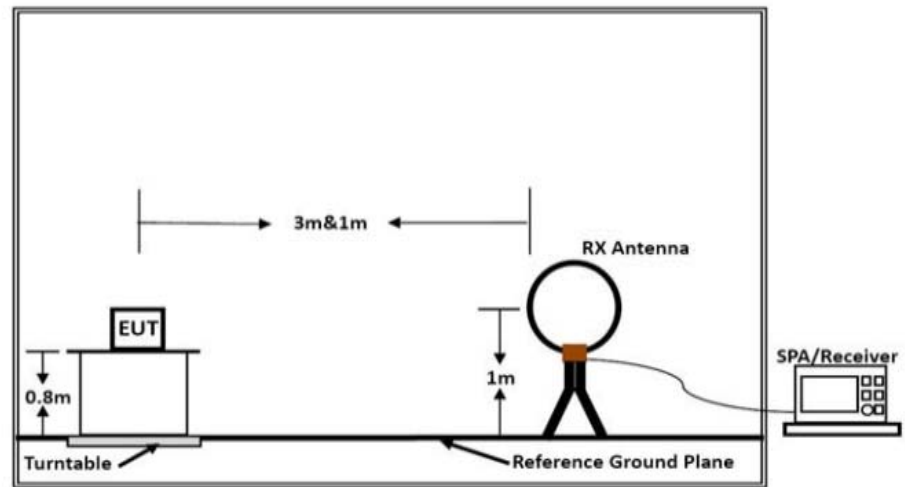 3m&1m
RX Antenna
EUT
SPA/Receiver
1m
0.8m
Turntable
Reference Ground Plane